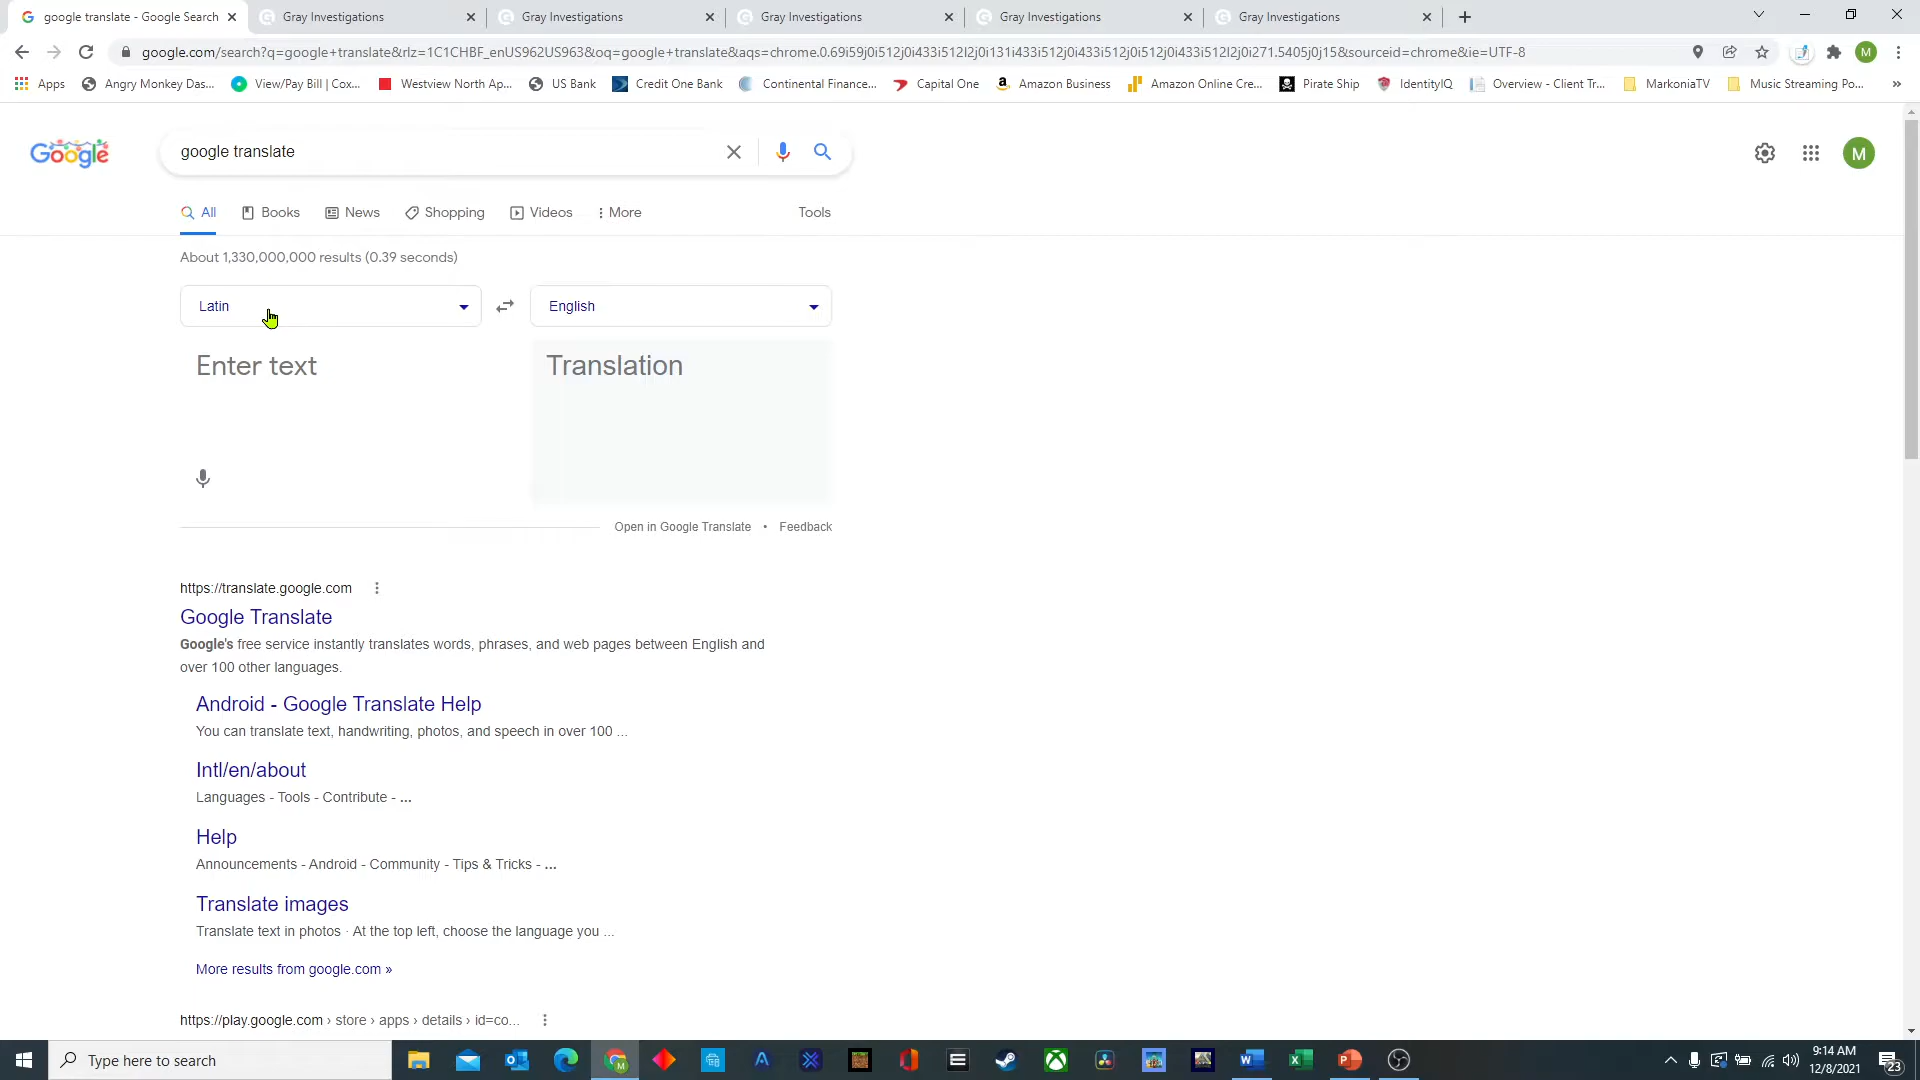 google translate - Google Search
Gray Investigations
Gray Investigations
Gray Investigations
Gray Investigations
Gray Investigations
google.com/search?q=google+translate&rlz=1C1CHBF_enUS962US963&oq=google+translate&aqs=chrome.0.69i59j0i512j0i433i512l2j0i131i433i512j0i433i512j0i512j0i433i512l2j0i271.5405j0j15&sourceid=chrome&ie=UTF-8
M
Apps
Angry Monkey Das...
View/Pay Bill | Cox...
Westview North Ap...
US Bank
Credit One Bank
Continental Finance...
Capital One
Amazon Business
Amazon Online Cre...
Pirate Ship
IdentityIQ
Overview - Client Tr...
MarkoniaTV
Music Streaming Po...
»
Google
google translate
M
All
Books
News
Shopping
Videos
More
Tools
About 1,330,000,000 results (0.39 seconds)
Latin
English
Enter text
Translation
Open in Google Translate • Feedback
https://translate.google.com
Google Translate
Google's free service instantly translates words, phrases, and web pages between English and
over 100 other languages.
Android - Google Translate Help
You can translate text, handwriting, photos, and speech in over 100 ...
Intl/en/about
Languages - Tools - Contribute - ...
Help
Announcements - Android - Community - Tips & Tricks - ...
Translate images
Translate text in photos · At the top left, choose the language you ...
More results from google.com »
https://play.google.com › store › apps › details › id=co...
Type here to search
9:14 AM
12/8/2021
23